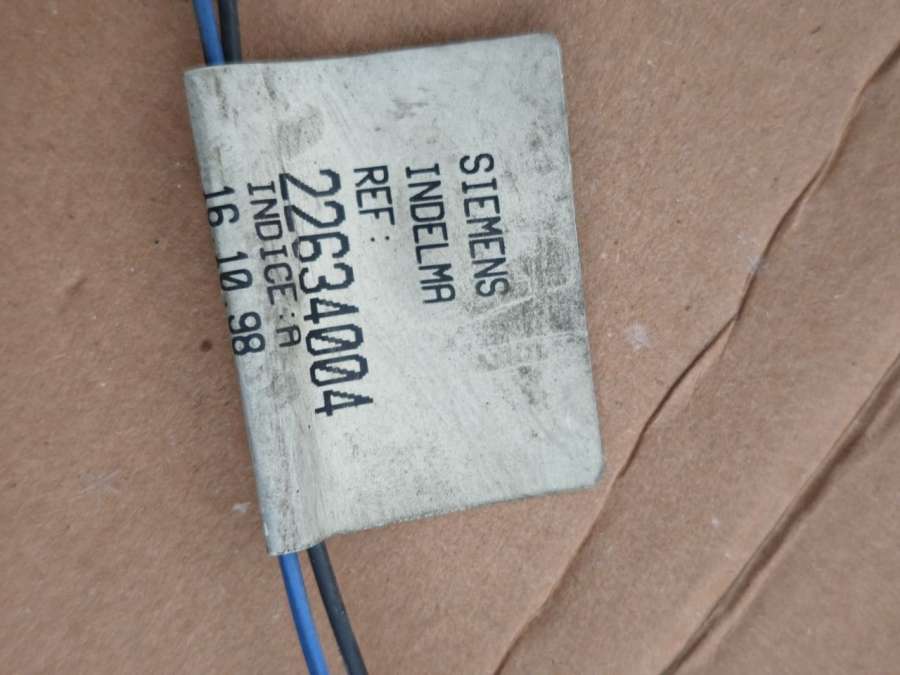 SIEMENS
INDELMA
REF:
22634004
INDICE:A
16.10.98